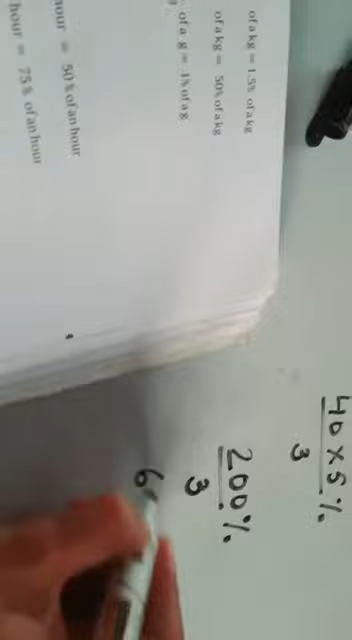 of a kg = 1.5% of a kg
of a kg = 50% of a kg
of a g = 1% of a g
hour = 50% of an hour
hour = 75% of an hour
40 x 5 %
3
200 %
3
6